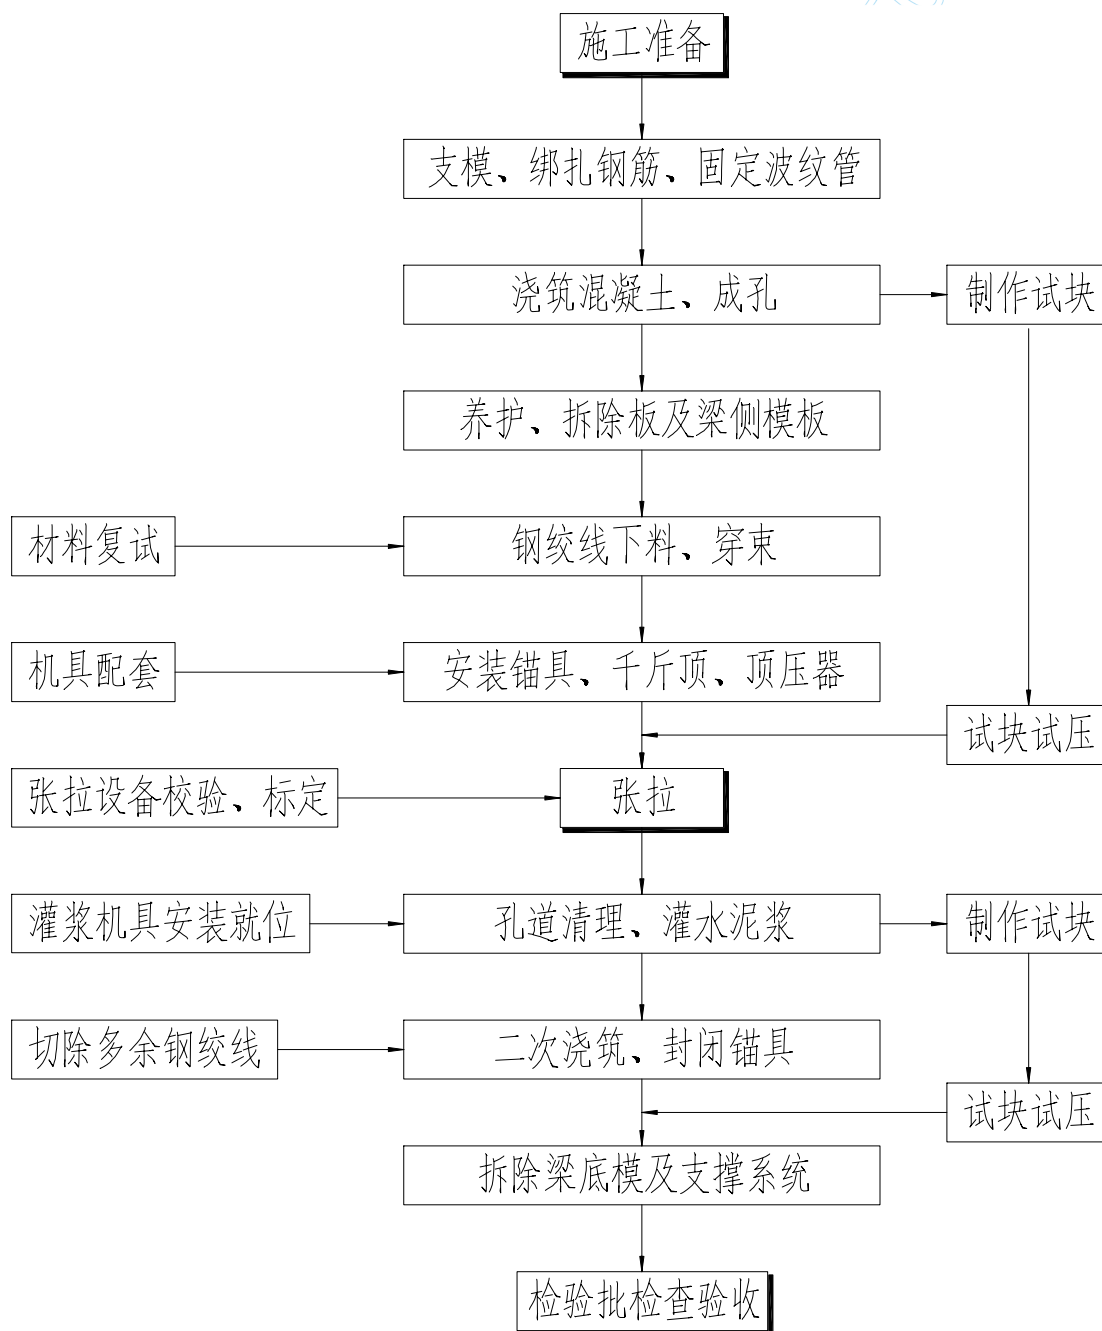 施工准备
支模、绑扎钢筋、固定波纹管
浇筑混凝土、成孔
制作试块
养护、拆除板及梁侧模板
材料复试
钢绞线下料、穿束
机具配套
安装锚具、千斤顶、顶压器
试块试压
张拉设备校验、标定
张拉
灌浆机具安装就位
孔道清理、灌水泥浆
制作试块
切除多余钢绞线
二次浇筑、封闭锚具
试块试压
拆除梁底模及支撑系统
检验批检查验收